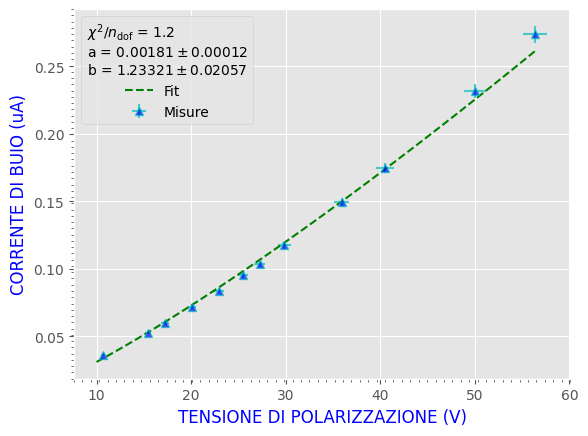 χ²/n_dof = 1.2
a = 0.00181 ± 0.00012
b = 1.23321 ± 0.02057
Fit
Misure
0.25
0.20
0.15
0.10
0.05
CORRENTE DI BUIO (uA)
10 20 30 40 50 60
TENSIONE DI POLARIZZAZIONE (V)